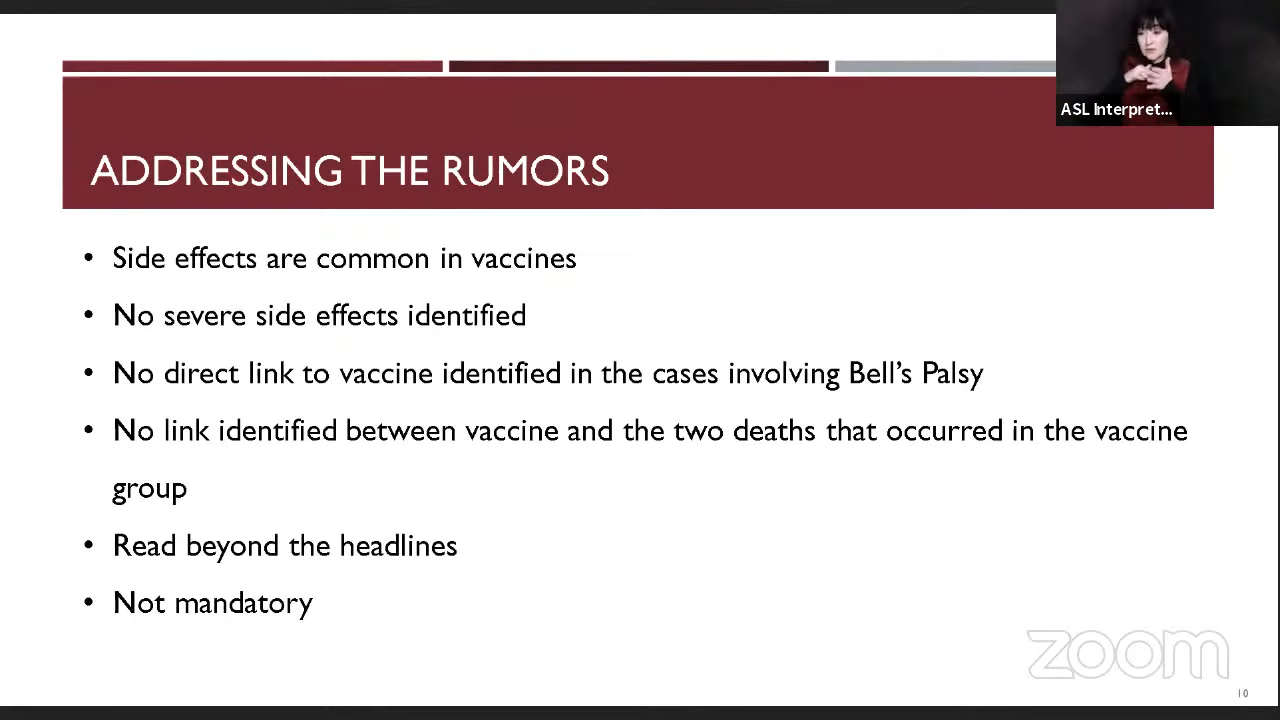 ASL Interpret...
ADDRESSING THE RUMORS
• Side effects are common in vaccines
• No severe side effects identified
• No direct link to vaccine identified in the cases involving Bell's Palsy
• No link identified between vaccine and the two deaths that occurred in the vaccine
group
• Read beyond the headlines
• Not mandatory
zoom
10